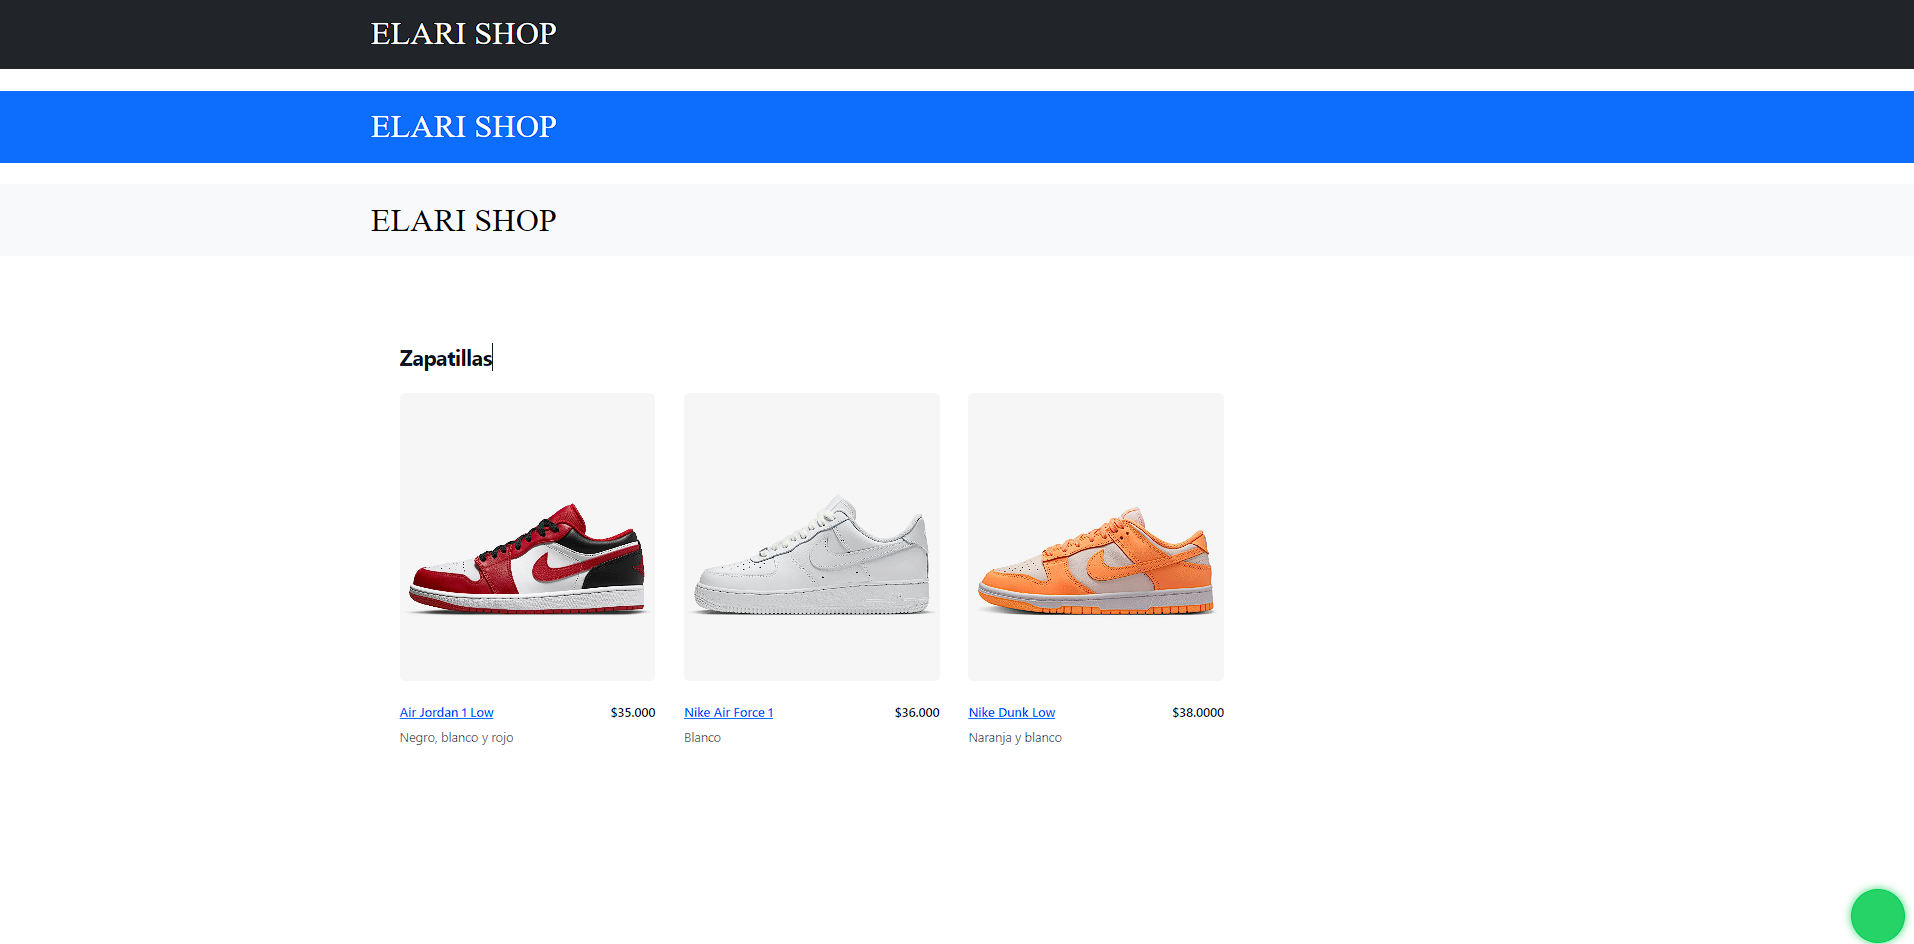 ELARI SHOP
ELARI SHOP
ELARI SHOP
Zapatillas
Air Jordan 1 Low $35.000
Negro, blanco y rojo
Nike Air Force 1 $36.000
Blanco
Nike Dunk Low $38.0000
Naranja y blanco